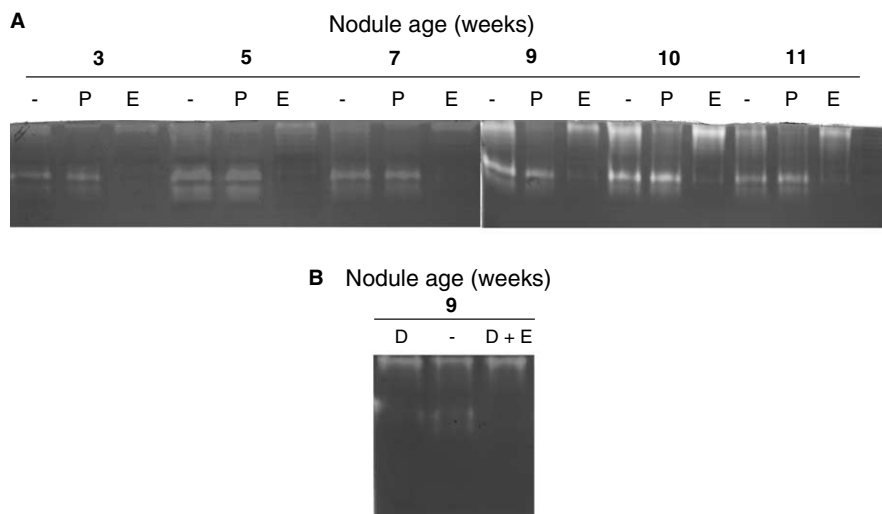 A
Nodule age (weeks)
3 5 7 9 10 11
- P E - P E - P E - P E - P E - P E
B Nodule age (weeks)
9
D - D + E